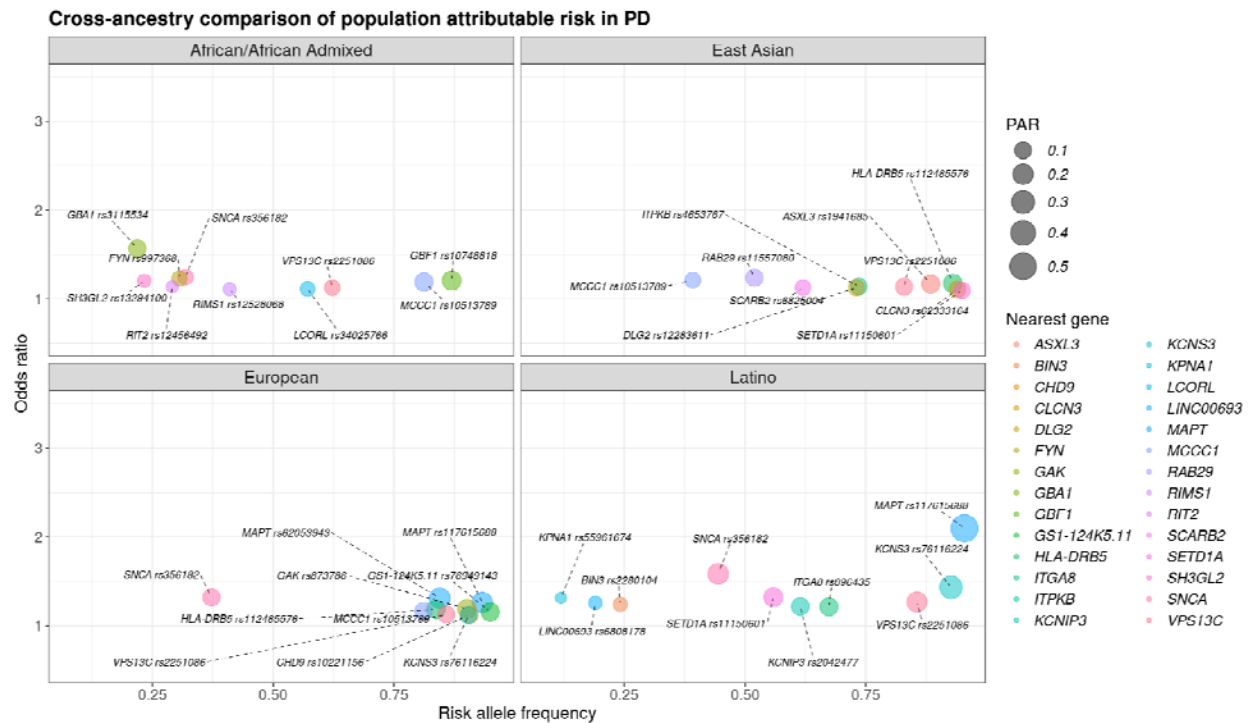 Cross-ancestry comparison of population attributable risk in PD
African/African Admixed
East Asian
3
2
1
GBA1 rs3115534
SNCA rs356182
FYN rs997368
VPS13C rs2251086
GBF1 rs10748818
SH3GL2 rs13294100
RIMS1 rs12528068
MCCC1 rs10513789
RIT2 rs12456492
LCORL rs34025766
HLA-DRB5 rs112485576
ITPKB rs4653767
ASXL3 rs1941685
RAB29 rs11557080
VPS13C rs2251086
MCCC1 rs10513789
SCARB2 rs6825004
CLCN3 rs62333164
DLG2 rs12283611
SETD1A rs11150601
European
Latino
3
2
1
MAPT rs62053943
MAPT rs117615688
SNCA rs356182
GAK rs873786
GS1-124K5.11 rs76949143
HLA-DRB5 rs112485576
MCCC1 rs10513789
VPS13C rs2251086
CHD9 rs10221156
KCNS3 rs76116224
MAPT rs117615688
KPNA1 rs55961674
SNCA rs356182
KCNS3 rs76116224
BIN3 rs2280104
ITGA8 rs896435
LINC00693 rs6808178
SETD1A rs11150601
VPS13C rs2251086
KCNIP3 rs2042477
0.25
0.50
0.75
0.25
0.50
0.75
Risk allele frequency
Odds ratio
PAR
0.1
0.2
0.3
0.4
0.5
Nearest gene
ASXL3
BIN3
CHD9
CLCN3
DLG2
FYN
GAK
GBA1
GBF1
GS1-124K5.11
HLA-DRB5
ITGA8
ITPKB
KCNIP3
KCNS3
KPNA1
LCORL
LINC00693
MAPT
MCCC1
RAB29
RIMS1
RIT2
SCARB2
SETD1A
SH3GL2
SNCA
VPS13C